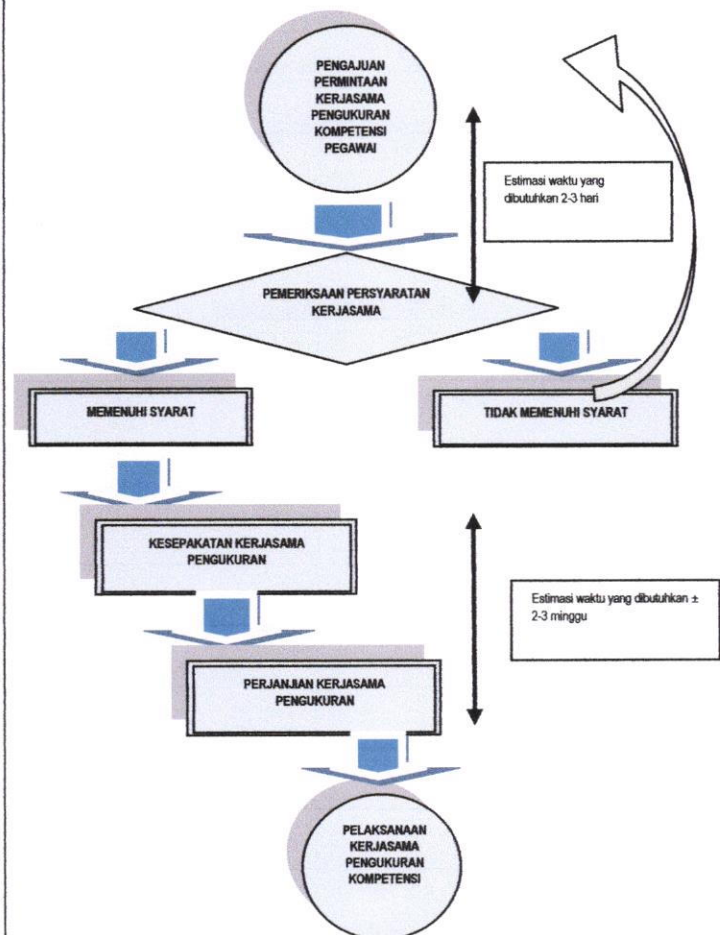 PENGAJUAN
PERMINTAAN
KERJASAMA
PENGUKURAN
KOMPETENSI
PEGAWAI
Estimasi waktu yang
dibutuhkan 2-3 hari
PEMERIKSAAN PERSYARATAN
KERJASAMA
MEMENUHI SYARAT
TIDAK MEMENUHI SYARAT
KESEPAKATAN KERJASAMA
PENGUKURAN
Estimasi waktu yang dibutuhkan ±
2-3 minggu
PERJANJIAN KERJASAMA
PENGUKURAN
PELAKSANAAN
KERJASAMA
PENGUKURAN
KOMPETENSI